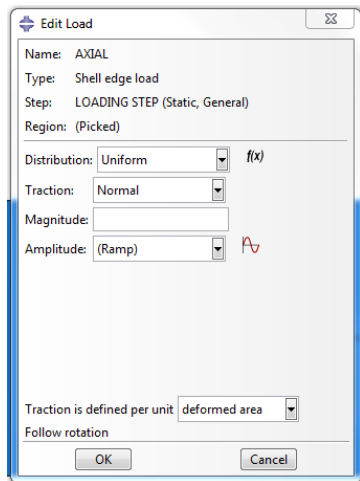 Edit Load
Name: AXIAL
Type: Shell edge load
Step: LOADING STEP (Static, General)
Region: (Picked)
Distribution: Uniform f(x)
Traction: Normal
Magnitude:
Amplitude: (Ramp)
Traction is defined per unit deformed area
Follow rotation
OK Cancel